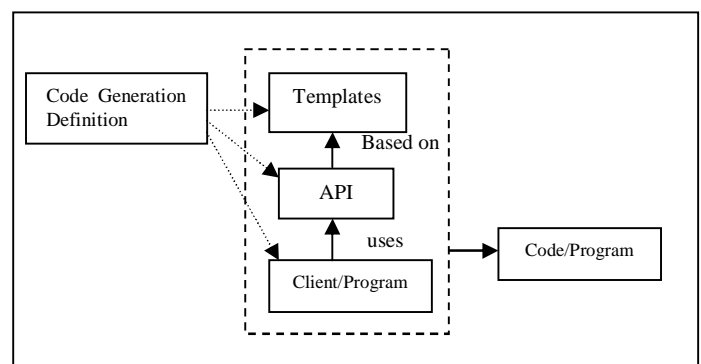 Code Generation
Definition
Templates
Based on
API
uses
Client/Program
Code/Program